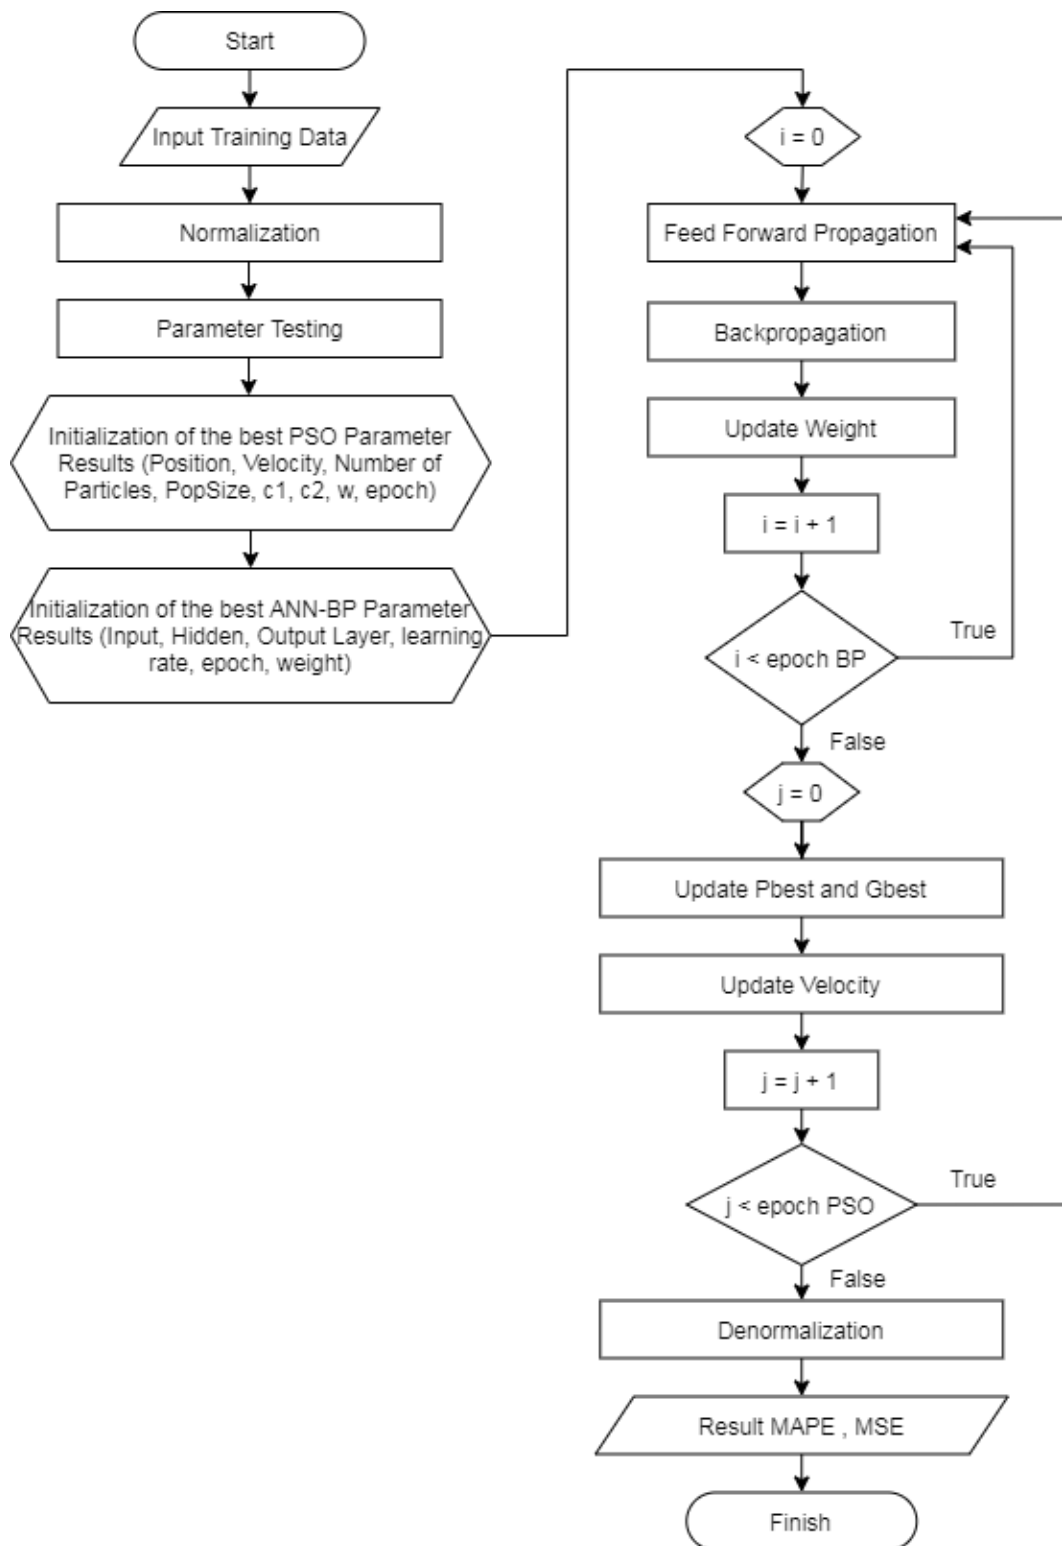 Start
Input Training Data
Normalization
Parameter Testing
Initialization of the best PSO Parameter
Results (Position, Velocity, Number of
Particles, PopSize, c1, c2, w, epoch)
Initialization of the best ANN-BP Parameter
Results (Input, Hidden, Output Layer, learning
rate, epoch, weight)
i = 0
Feed Forward Propagation
Backpropagation
Update Weight
i = i + 1
i < epoch BP
True
False
j = 0
Update Pbest and Gbest
Update Velocity
j = j + 1
j < epoch PSO
True
False
Denormalization
Result MAPE , MSE
Finish